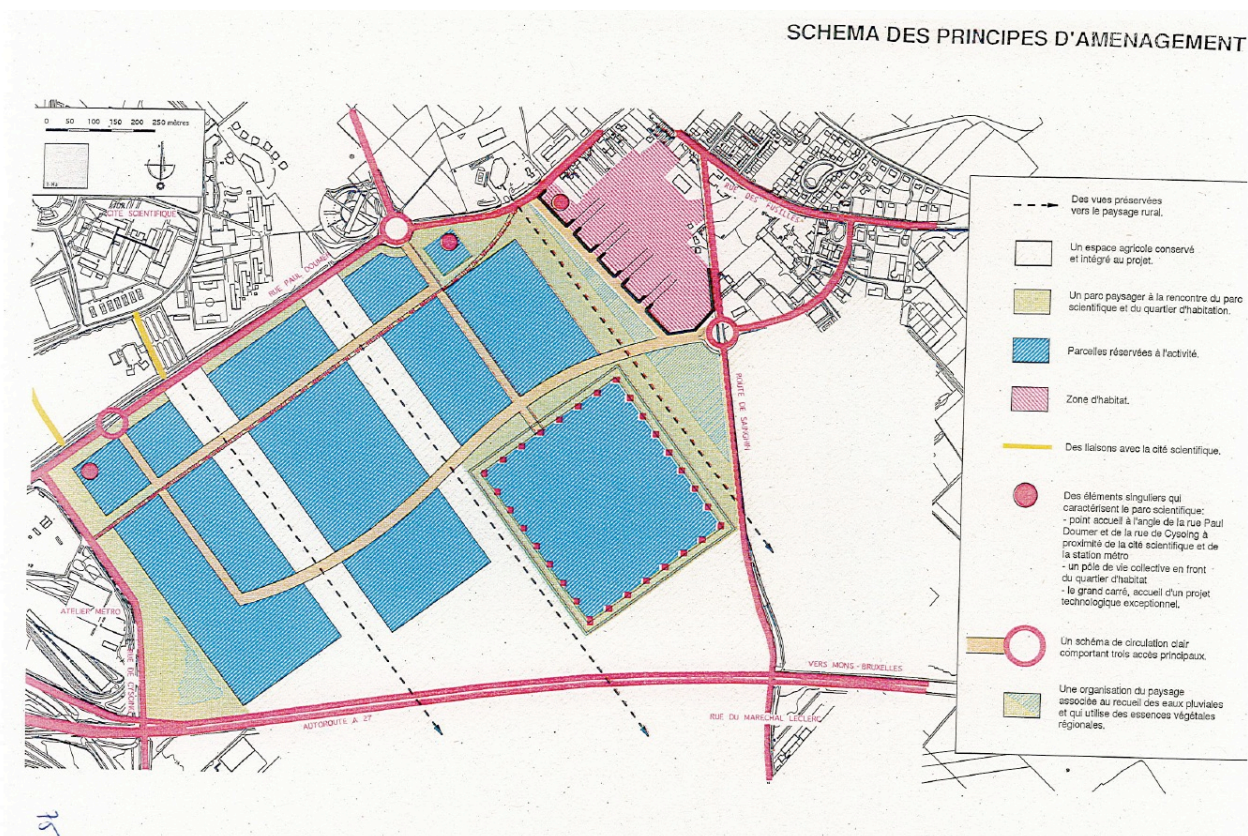 SCHEMA DES PRINCIPES D'AMENAGEMENT
0 50 100 150 200 250 mètres
CITE SCIENTIFIQUE
RUE PAUL DOUMER
RUE DES FUSELLES
ROUTE DE SAINGHIN
ATELIER METRO
RUE DE CYSOING
AUTOROUTE A 27
VERS MONS-BRUXELLES
RUE DU MARECHAL LECLERC
Des vues préservées
vers le paysage rural.
Un espace agricole conservé
et intégré au projet.
Un parc paysager à la rencontre du parc
scientifique et du quartier d'habitation.
Parcelles réservées à l'activité.
Zone d'habitat.
Des liaisons avec la cité scientifique.
Des éléments singuliers qui
caractérisent le parc scientifique:
- point accueil à l'angle de la rue Paul
Doumer et de la rue de Cysoing à
proximité de la cité scientifique et de
la station métro
- un pôle de vie collective en front
du quartier d'habitat
- le grand carré, accueil d'un projet
technologique exceptionnel.
Un schéma de circulation clair
comportant trois accès principaux.
Une organisation du paysage
associée au recueil des eaux pluviales
et qui utilise des essences végétales
régionales.
75